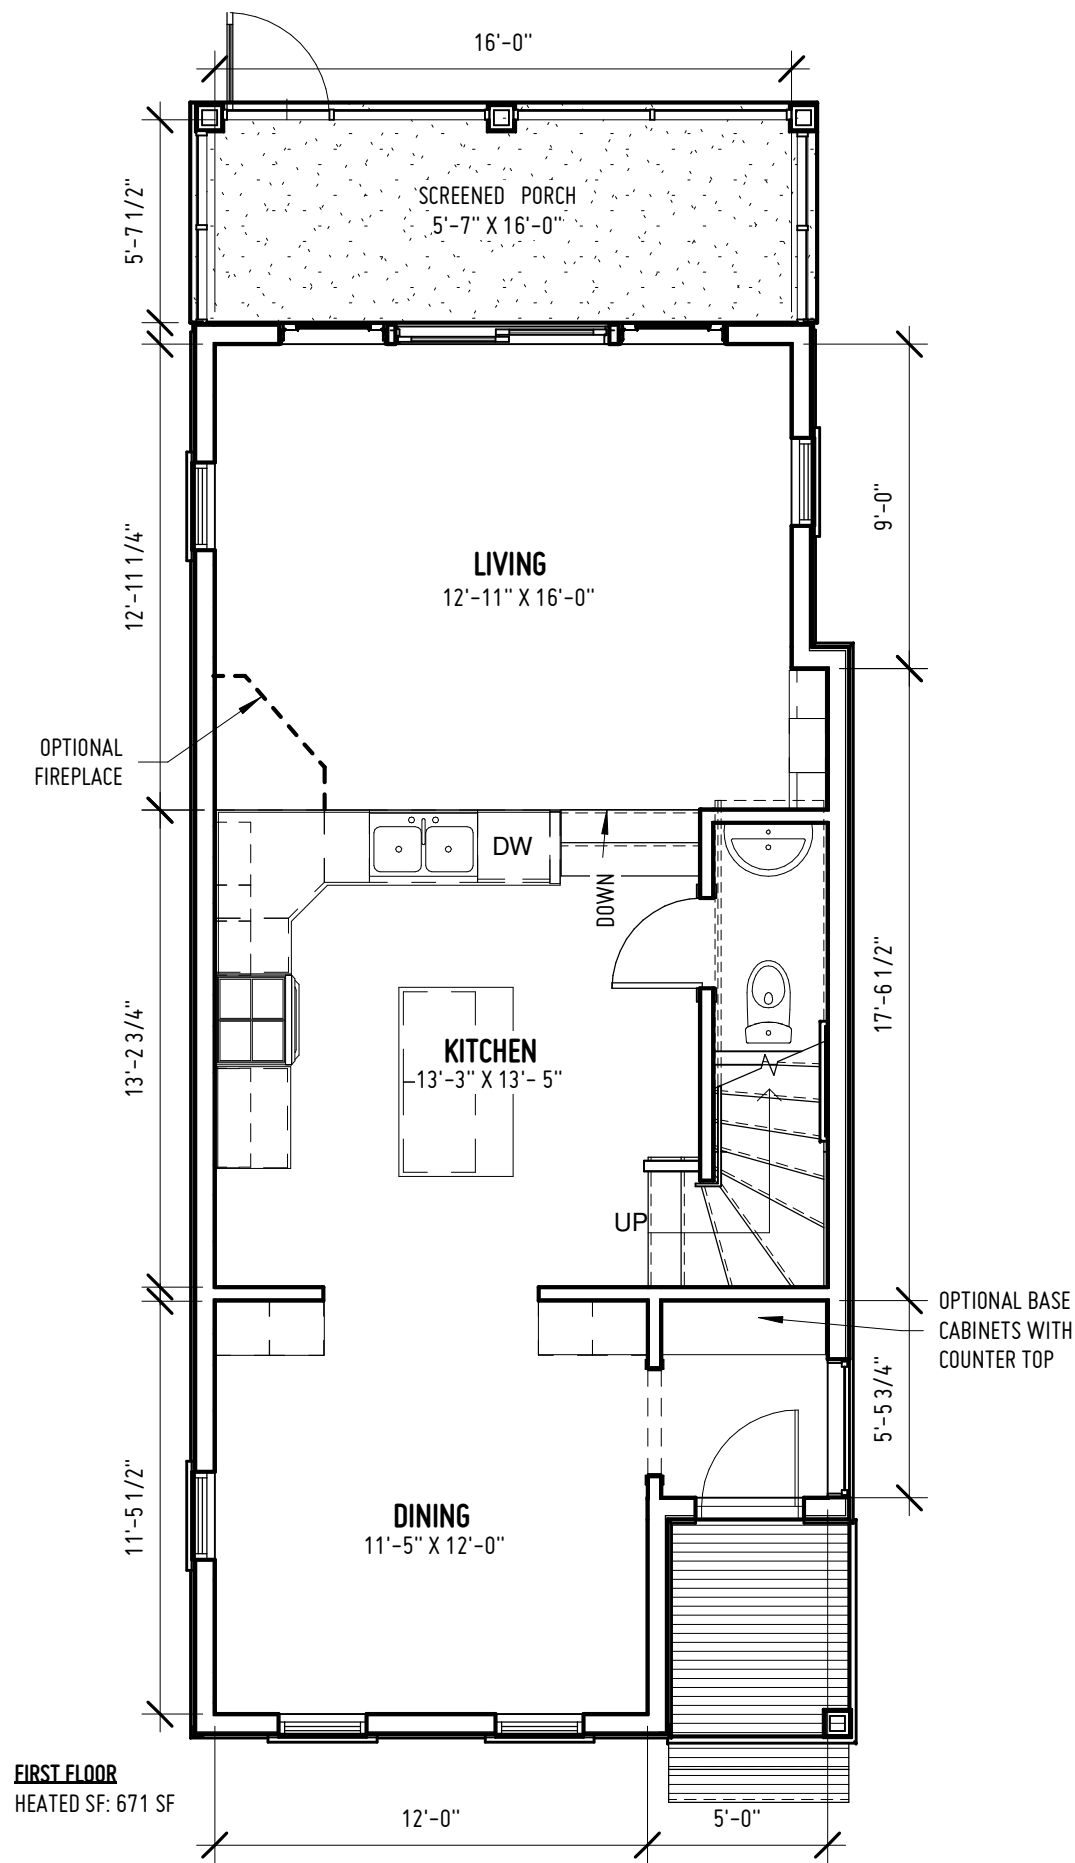 16'-0"
5'-7 1/2"
SCREENED PORCH
5'-7" X 16'-0"
9'-0"
12'-11 1/4"
LIVING
12'-11" X 16'-0"
OPTIONAL
FIREPLACE
DW
DOWN
17'-6 1/2"
13'-2 3/4"
KITCHEN
13'-3" X 13'- 5"
UP
OPTIONAL BASE
CABINETS WITH
COUNTER TOP
5'-5 3/4"
11'-5 1/2"
DINING
11'-5" X 12'-0"
FIRST FLOOR
HEATED SF: 671 SF
12'-0"
5'-0"